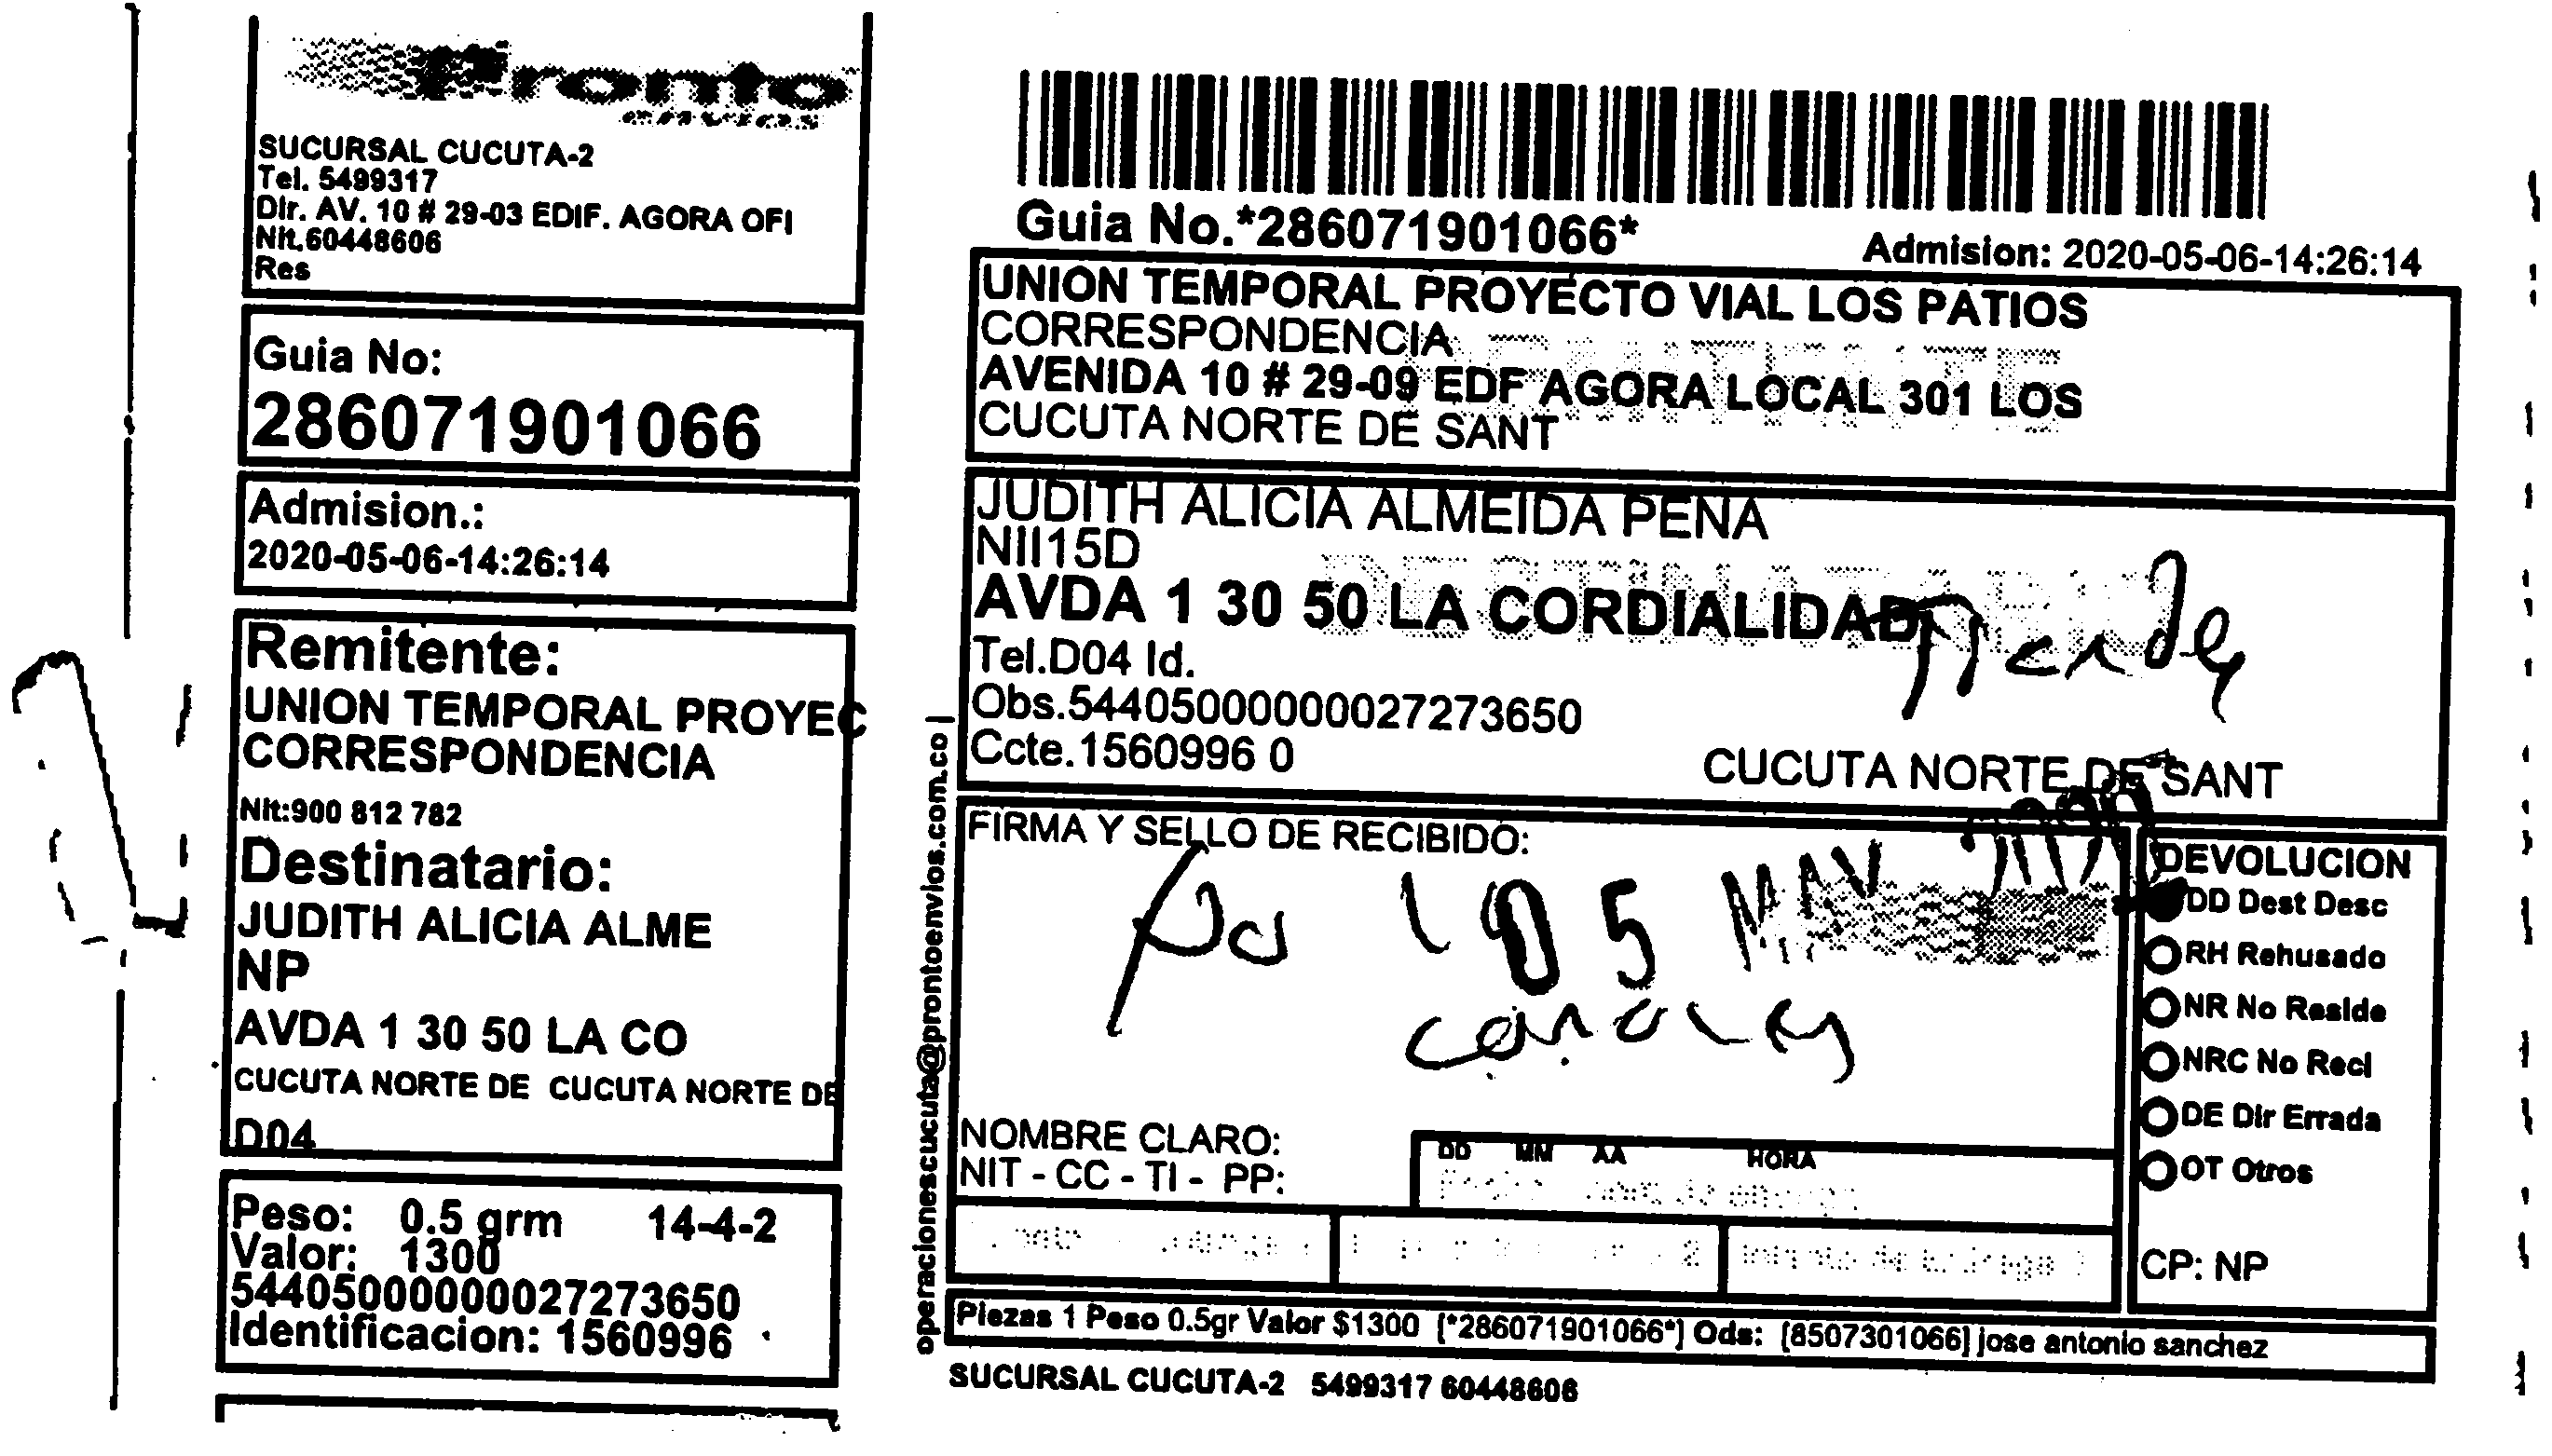 Pronto
SUCURSAL CUCUTA-2
Tel. 5499317
Dir. AV. 10 # 29-03 EDIF. AGORA OFI
Nit.60448606
Res
Guia No:
286071901066
Admision.:
2020-05-06-14:26:14
Remitente:
UNION TEMPORAL PROYEC
CORRESPONDENCIA
Nit:900 812 782
Destinatario:
JUDITH ALICIA ALME
NP
AVDA 1 30 50 LA CO
CUCUTA NORTE DE CUCUTA NORTE DE
D04
Peso: 0.5 grm 14-4-2
Valor: 1300
544050000000027273650
Identificacion: 1560996
Guia No.*286071901066*
Admision: 2020-05-06-14:26:14
UNION TEMPORAL PROYECTO VIAL LOS PATIOS
CORRESPONDENCIA
AVENIDA 10 # 29-09 EDF AGORA LOCAL 301 LOS
CUCUTA NORTE DE SANT
REMITENTE
JUDITH ALICIA ALMEIDA PENA
NII15D
AVDA 1 30 50 LA CORDIALIDAD
DESTINATARIO
Tel.D04 Id.
Obs.544050000000027273650
Ccte.1560996 0
CUCUTA NORTE DE SANT
operacionescucuta@prontoenvios.com.co |
FIRMA Y SELLO DE RECIBIDO:
05 MAY
NOMBRE CLARO:
NIT - CC - TI - PP:
DD MM AA HORA
DEVOLUCION
DD Dest Desc
RH Rehusado
NR No Reside
NRC No Recl
DE Dir Errada
OT Otros
CP: NP
Piezas 1 Peso 0.5gr Valor $1300 [*286071901066*] Ods: [8507301066] jose antonio sanchez
SUCURSAL CUCUTA-2 5499317 60448606